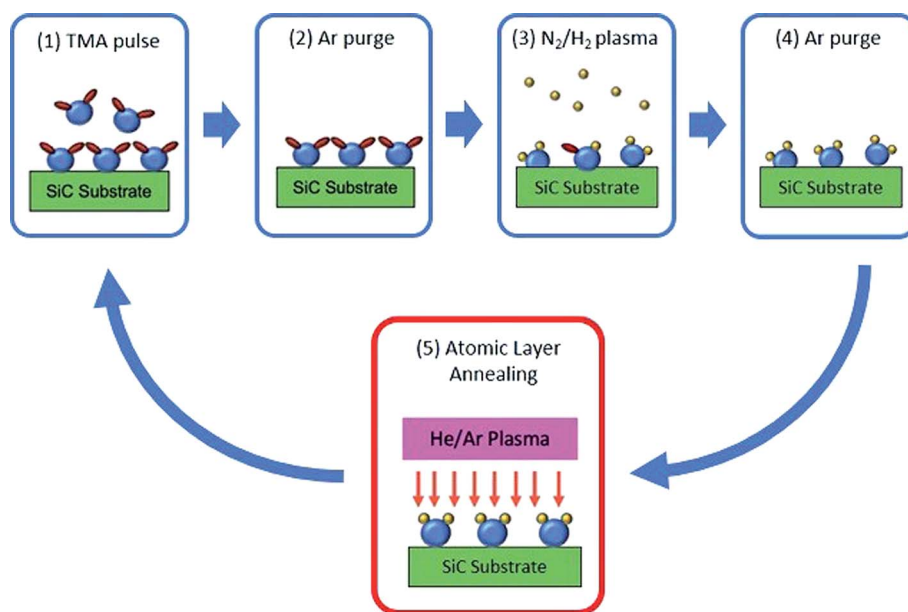 (1) TMA pulse
SiC Substrate
(2) Ar purge
SiC Substrate
(3) N₂/H₂ plasma
SiC Substrate
(4) Ar purge
SiC Substrate
(5) Atomic Layer
Annealing
He/Ar Plasma
SiC Substrate